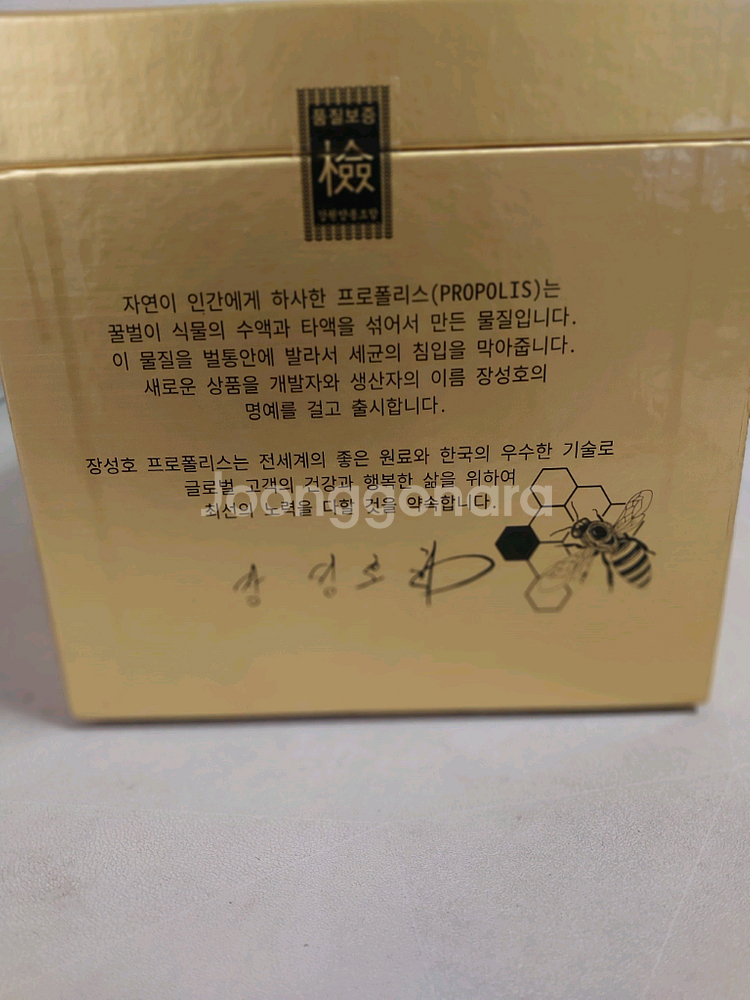 품질보증
檢
자연이 인간에게 하사한 프로폴리스(PROPOLIS)는
꿀벌이 식물의 수액과 타액을 섞어서 만든 물질입니다.
이 물질을 벌통안에 발라서 세균의 침입을 막아줍니다.
새로운 상품을 개발자와 생산자의 이름 장성호의
명예를 걸고 출시합니다.
장성호 프로폴리스는 전세계의 좋은 원료와 한국의 우수한 기술로
글로벌 고객의 건강과 행복한 삶을 위하여
최선의 노력을 다할 것을 약속합니다.
Joonggonara
장성호